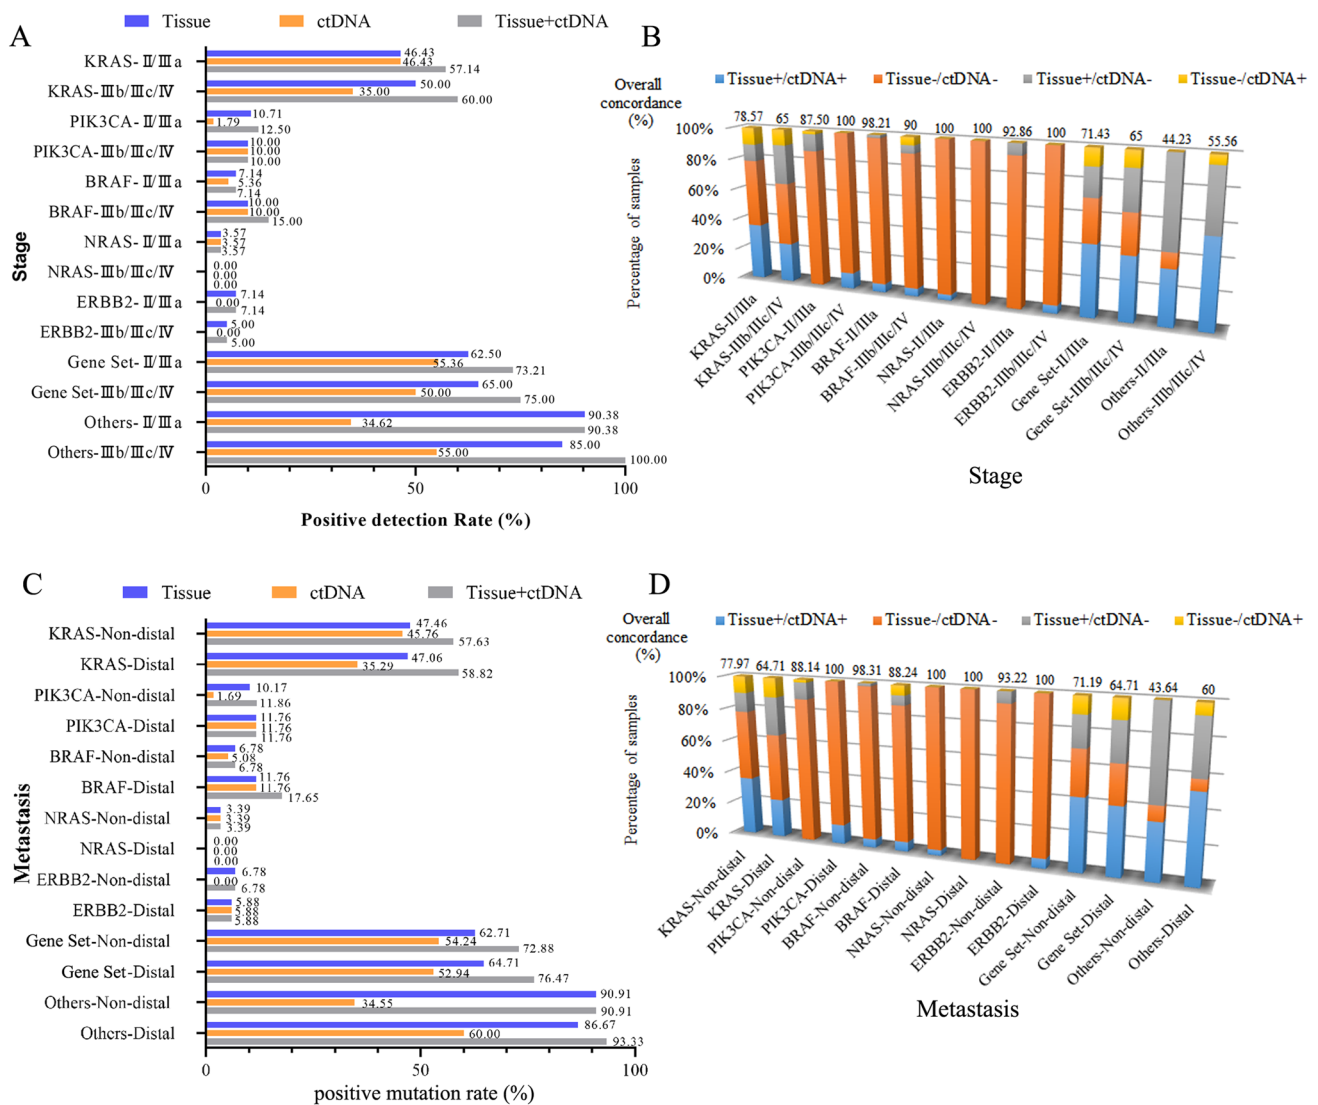 A
Tissue ctDNA Tissue+ctDNA
KRAS-Ⅱ/Ⅲa 46.43 46.43 57.14
KRAS-Ⅲb/Ⅲc/Ⅳ 50.00 35.00 60.00
PIK3CA-Ⅱ/Ⅲa 10.71 1.79 12.50
PIK3CA-Ⅲb/Ⅲc/Ⅳ 10.00 10.00 10.00
BRAF-Ⅱ/Ⅲa 7.14 5.36 7.14
BRAF-Ⅲb/Ⅲc/Ⅳ 10.00 10.00 15.00
NRAS-Ⅱ/Ⅲa 3.57 3.57 3.57
NRAS-Ⅲb/Ⅲc/Ⅳ 0.00 0.00 0.00
ERBB2-Ⅱ/Ⅲa 7.14 0.00 7.14
ERBB2-Ⅲb/Ⅲc/Ⅳ 5.00 0.00 5.00
Gene Set-Ⅱ/Ⅲa 62.50 55.36 73.21
Gene Set-Ⅲb/Ⅲc/Ⅳ 65.00 50.00 75.00
Others-Ⅱ/Ⅲa 90.38 34.62 90.38
Others-Ⅲb/Ⅲc/Ⅳ 85.00 55.00 100.00
Stage
0 50 100
Positive detection Rate (%)
B
Tissue+/ctDNA+ Tissue-/ctDNA- Tissue+/ctDNA- Tissue-/ctDNA+
Overall
concordance
(%)
78.57 65 87.50 100 98.21 90 100 100 92.86 100 71.43 65 44.23 55.56
100%
80%
60%
40%
20%
0%
Percentage of samples
KRAS-II/IIIa
KRAS-IIIb/IIIc/IV
PIK3CA-II/IIIa
PIK3CA-IIIb/IIIc/IV
BRAF-II/IIIa
BRAF-IIIb/IIIc/IV
NRAS-II/IIIa
NRAS-IIIb/IIIc/IV
ERBB2-II/IIIa
ERBB2-IIIb/IIIc/IV
Gene Set-II/IIIa
Gene Set-IIIb/IIIc/IV
Others-II/IIIa
Others-IIIb/IIIc/IV
Stage
C
Tissue ctDNA Tissue+ctDNA
KRAS-Non-distal 47.46 45.76 57.63
KRAS-Distal 47.06 35.29 58.82
PIK3CA-Non-distal 10.17 1.69 11.86
PIK3CA-Distal 11.76 11.76 11.76
BRAF-Non-distal 6.78 5.08 6.78
BRAF-Distal 11.76 11.76 17.65
NRAS-Non-distal 3.39 3.39 3.39
NRAS-Distal 0.00 0.00 0.00
ERBB2-Non-distal 6.78 0.00 6.78
ERBB2-Distal 5.88 5.88 5.88
Gene Set-Non-distal 62.71 54.24 72.88
Gene Set-Distal 64.71 52.94 76.47
Others-Non-distal 90.91 34.55 90.91
Others-Distal 86.67 60.00 93.33
Metastasis
0 50 100
positive mutation rate (%)
D
Tissue+/ctDNA+ Tissue-/ctDNA- Tissue+/ctDNA- Tissue-/ctDNA+
Overall
concordance
(%)
77.97 64.71 88.14 100 98.31 88.24 100 100 93.22 100 71.19 64.71 43.64 60
100%
80%
60%
40%
20%
0%
Percentage of samples
KRAS-Non-distal
KRAS-Distal
PIK3CA-Non-distal
PIK3CA-Distal
BRAF-Non-distal
BRAF-Distal
NRAS-Non-distal
NRAS-Distal
ERBB2-Non-distal
ERBB2-Distal
Gene Set-Non-distal
Gene Set-Distal
Others-Non-distal
Others-Distal
Metastasis